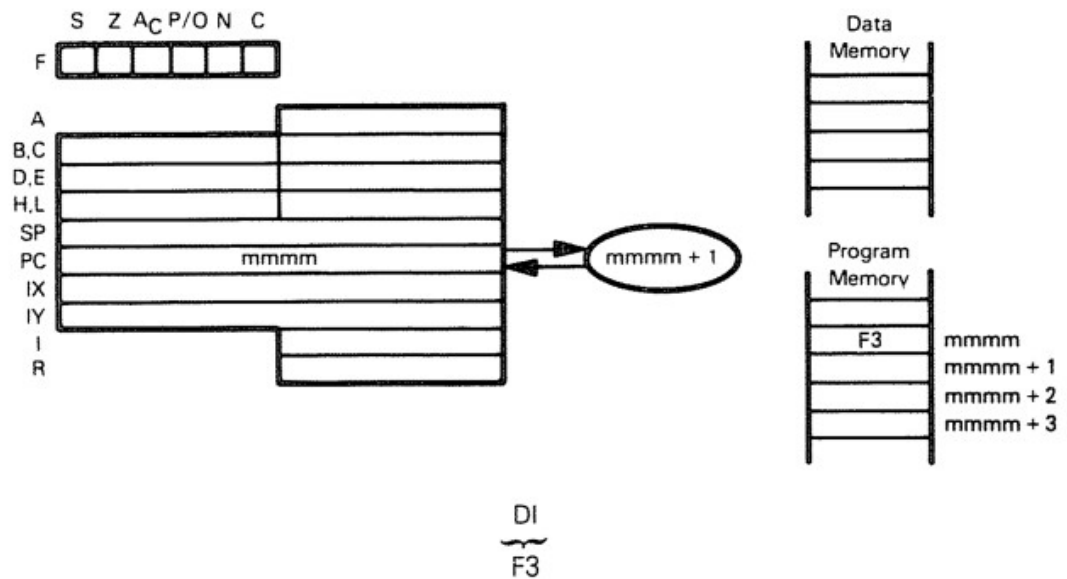 S Z AC P/O N C
F
A
B,C
D,E
H,L
SP
PC mmmm mmmm + 1
IX
IY
I
R
Data
Memory
Program
Memory
F3 mmmm
mmmm + 1
mmmm + 2
mmmm + 3
DI
F3